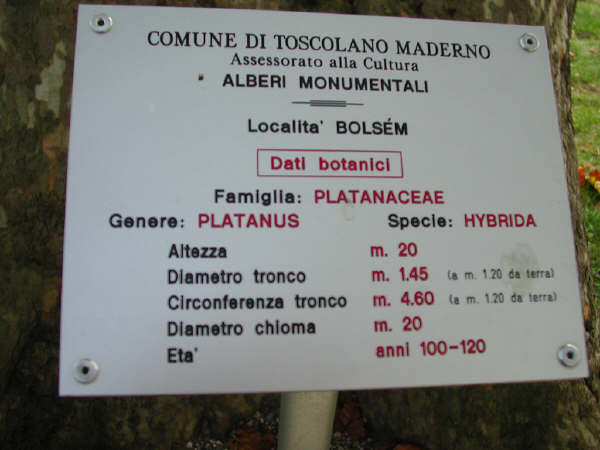 COMUNE DI TOSCOLANO MADERNO
Assessorato alla Cultura
ALBERI MONUMENTALI
Localita' BOLSÉM
Dati botanici
Famiglia: PLATANACEAE
Genere: PLATANUS Specie: HYBRIDA
Altezza m. 20
Diametro tronco m. 1.45 (a m. 1.20 da terra)
Circonferenza tronco m. 4.60 (a m. 1.20 da terra)
Diametro chioma m. 20
Eta' anni 100-120